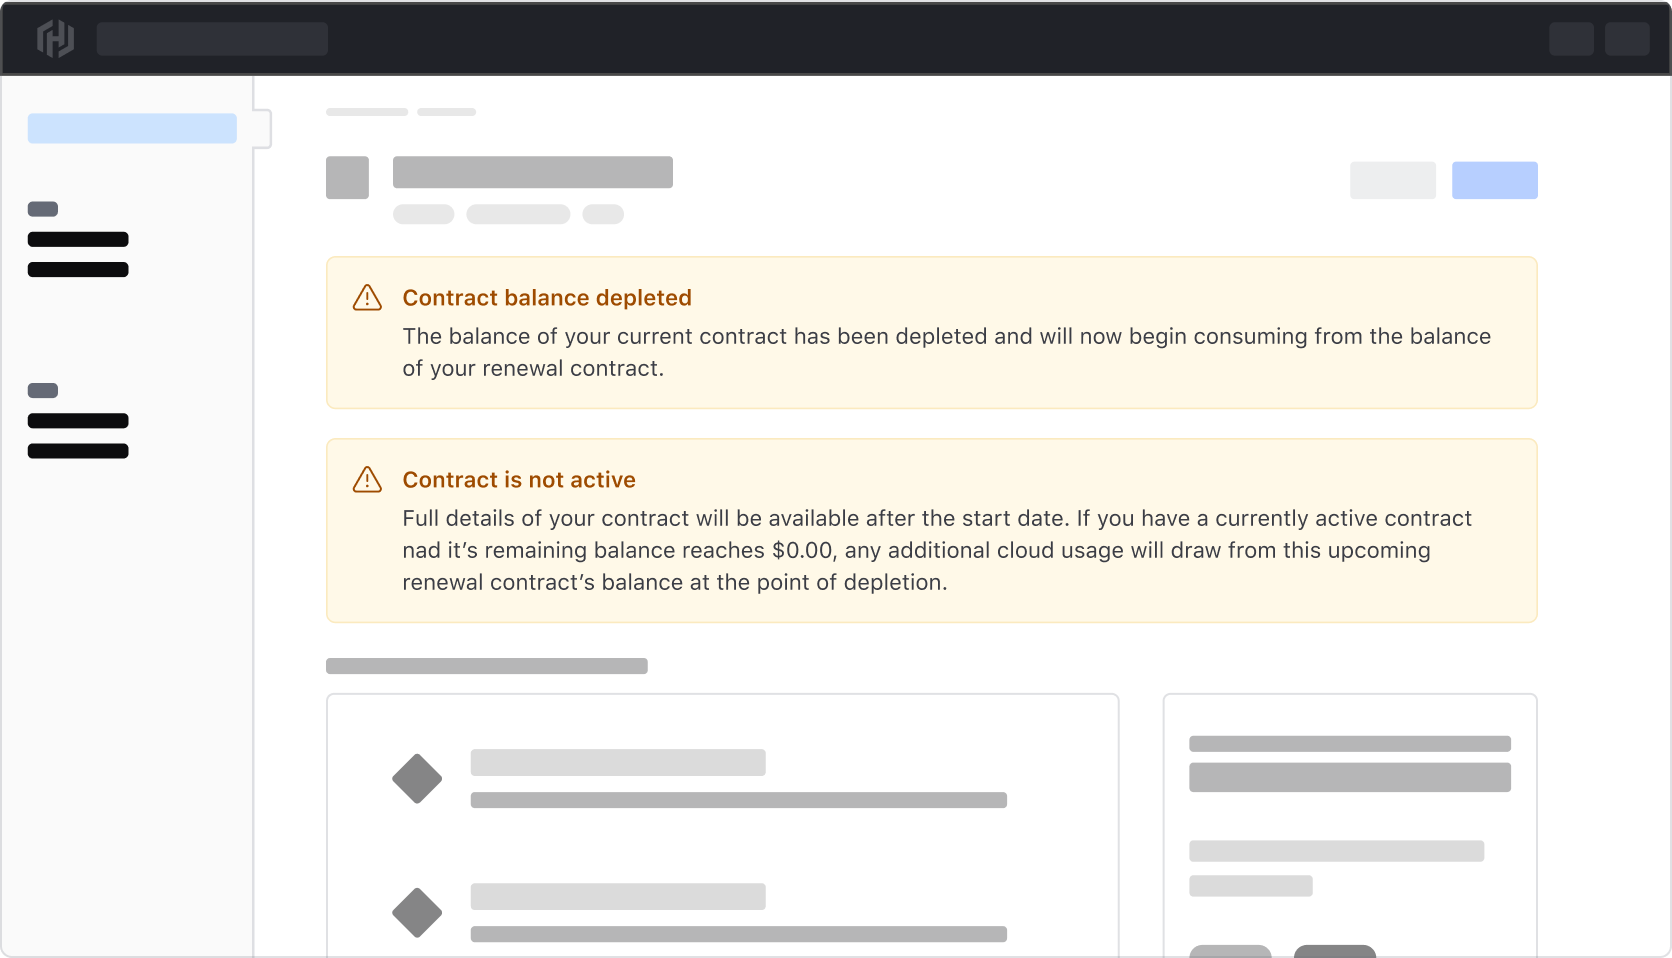 Contract balance depleted
The balance of your current contract has been depleted and will now begin consuming from the balance
of your renewal contract.
Contract is not active
Full details of your contract will be available after the start date. If you have a currently active contract
nad it’s remaining balance reaches $0.00, any additional cloud usage will draw from this upcoming
renewal contract’s balance at the point of depletion.